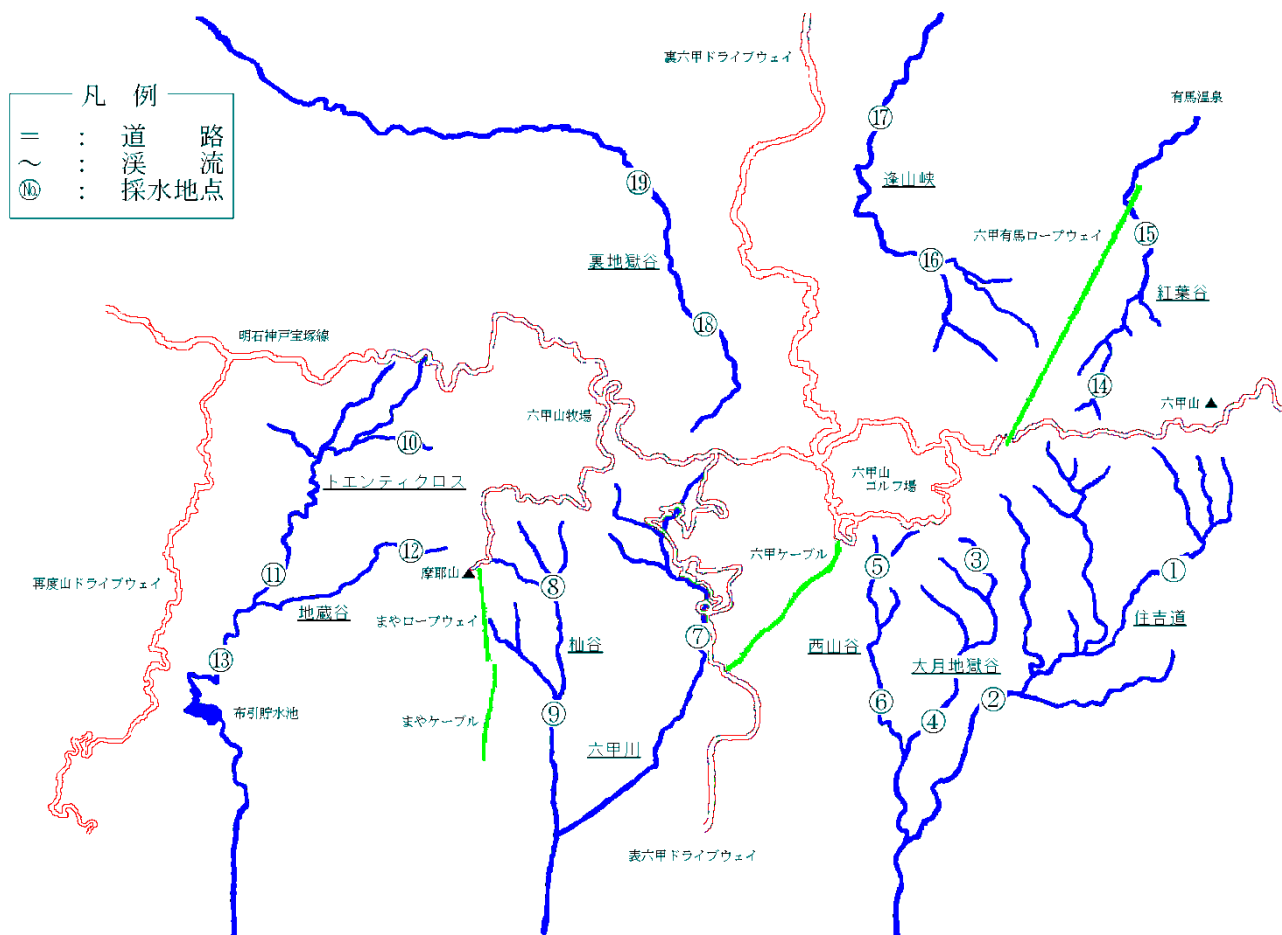 凡 例
= : 道 路
～ : 渓 流
№ : 採水地点
裏六甲ドライブウェイ
有馬温泉
⑰
⑲
逢山峡
六甲有馬ロープウェイ
⑮
裏地獄谷
⑯
紅葉谷
⑱
明石神戸宝塚線
⑭
六甲山 ▲
六甲山牧場
⑩
トエンティクロス
六甲山
ゴルフ場
六甲ケーブル
⑫
③
⑤
①
再度山ドライブウェイ
⑪
摩耶山 ▲
⑧
地蔵谷
まやロープウェイ
杣谷
⑦
西山谷
住吉道
⑬
大月地獄谷
布引貯水池
まやケーブル
⑨
⑥
④
②
六甲川
表六甲ドライブウェイ